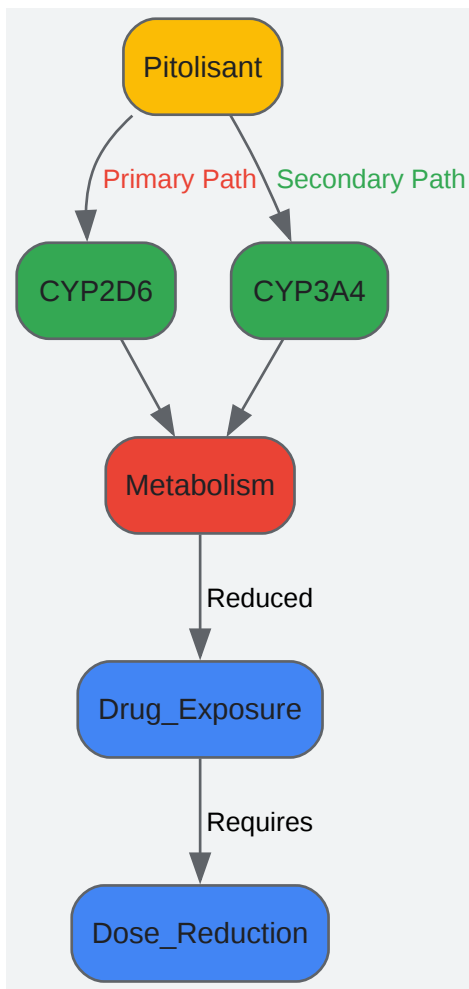 Pitolisant
Primary Path
Secondary Path
CYP2D6
CYP3A4
Metabolism
Reduced
Drug_Exposure
Requires
Dose_Reduction